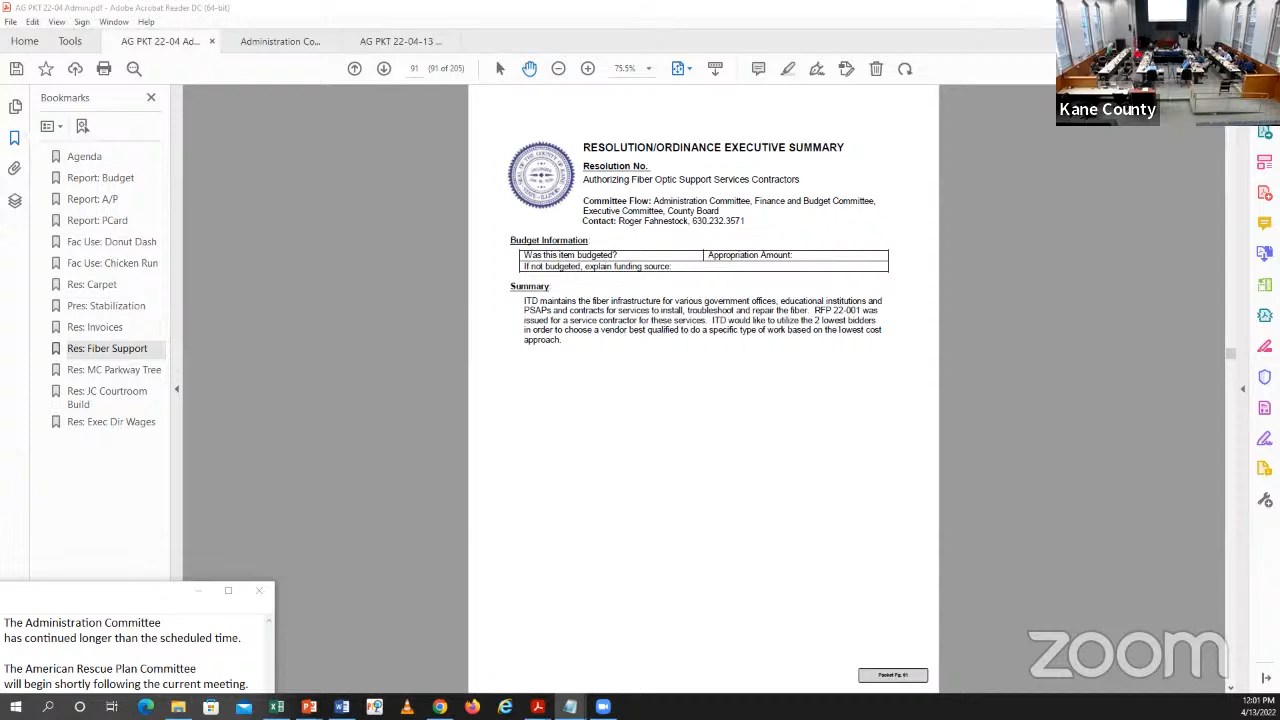 AG PKT 22-04 Admin.pdf - Adobe Acrobat Reader DC (64-bit)
File Edit View Sign Window Help
Home Tools AG PKT 22-04 Ad... × Administration Co... AG PKT 22-04-13 ...
91 (91 of 205) 75.5%
Kane County
Bookmarks
Agenda
Report: Budget
Report: A/P
Report: PCard
Fac Use: Donut Dash
Fac Use: Chicken Run
Res: Carpet
Pres: Stabilization
Res: Invoices
Res: Fiber Support
Res: MC Parkway Tree
Res: JC Courtroom
Build
Res: Exec Dir Wages
RESOLUTION/ORDINANCE EXECUTIVE SUMMARY
Resolution No.
Authorizing Fiber Optic Support Services Contractors
Committee Flow: Administration Committee, Finance and Budget Committee,
Executive Committee, County Board
Contact: Roger Fahnestock, 630.232.3571
Budget Information:
Was this item budgeted? Appropriation Amount:
If not budgeted, explain funding source:
Summary:
ITD maintains the fiber infrastructure for various government offices, educational institutions and
PSAPs and contracts for services to install, troubleshoot and repair the fiber. RFP 22-001 was
issued for a service contractor for these services. ITD would like to utilize the 2 lowest bidders
in order to choose a vendor best qualified to do a specific type of work based on the lowest cost
approach.
Packet Pg. 91
The Administration Committee
has continued longer than the scheduled time.
The American Rescue Plan Committee
will begin shortly following the current meeting.
zoom
12:01 PM
4/13/2022